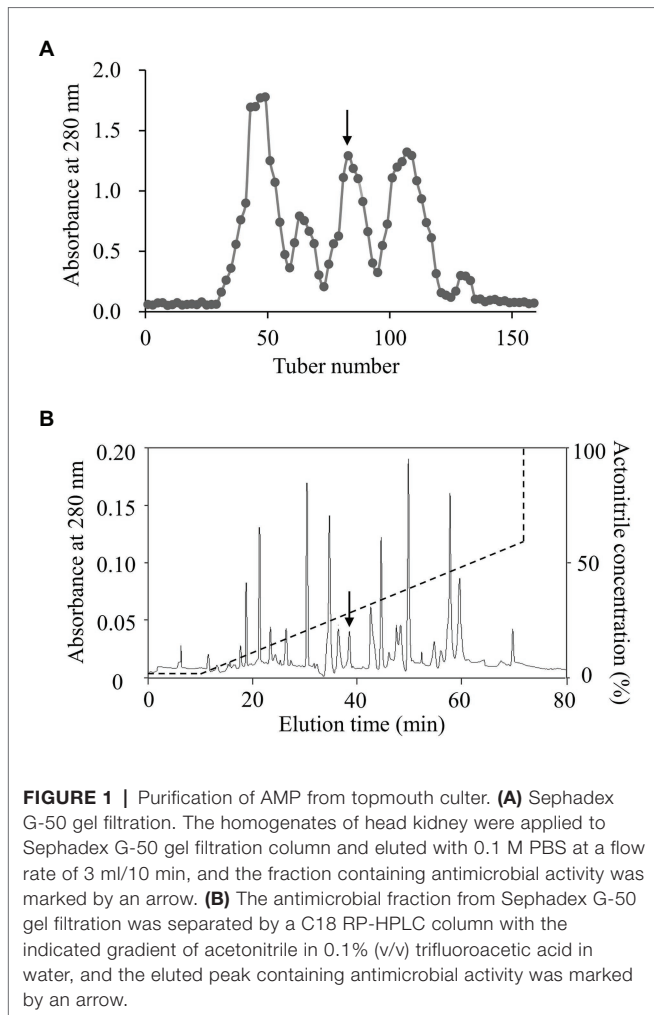 A
Absorbance at 280 nm
2.0
1.5
1.0
0.5
0.0
0 50 100 150
Tuber number
B
Absorbance at 280 nm
0.20
0.15
0.10
0.05
0
100
50
0
Actonitrile concentration
(%)
0 20 40 60 80
Elution time (min)
FIGURE 1 | Purification of AMP from topmouth culter. (A) Sephadex
G-50 gel filtration. The homogenates of head kidney were applied to
Sephadex G-50 gel filtration column and eluted with 0.1 M PBS at a flow
rate of 3 ml/10 min, and the fraction containing antimicrobial activity was
marked by an arrow. (B) The antimicrobial fraction from Sephadex G-50
gel filtration was separated by a C18 RP-HPLC column with the
indicated gradient of acetonitrile in 0.1% (v/v) trifluoroacetic acid in
water, and the eluted peak containing antimicrobial activity was marked
by an arrow.